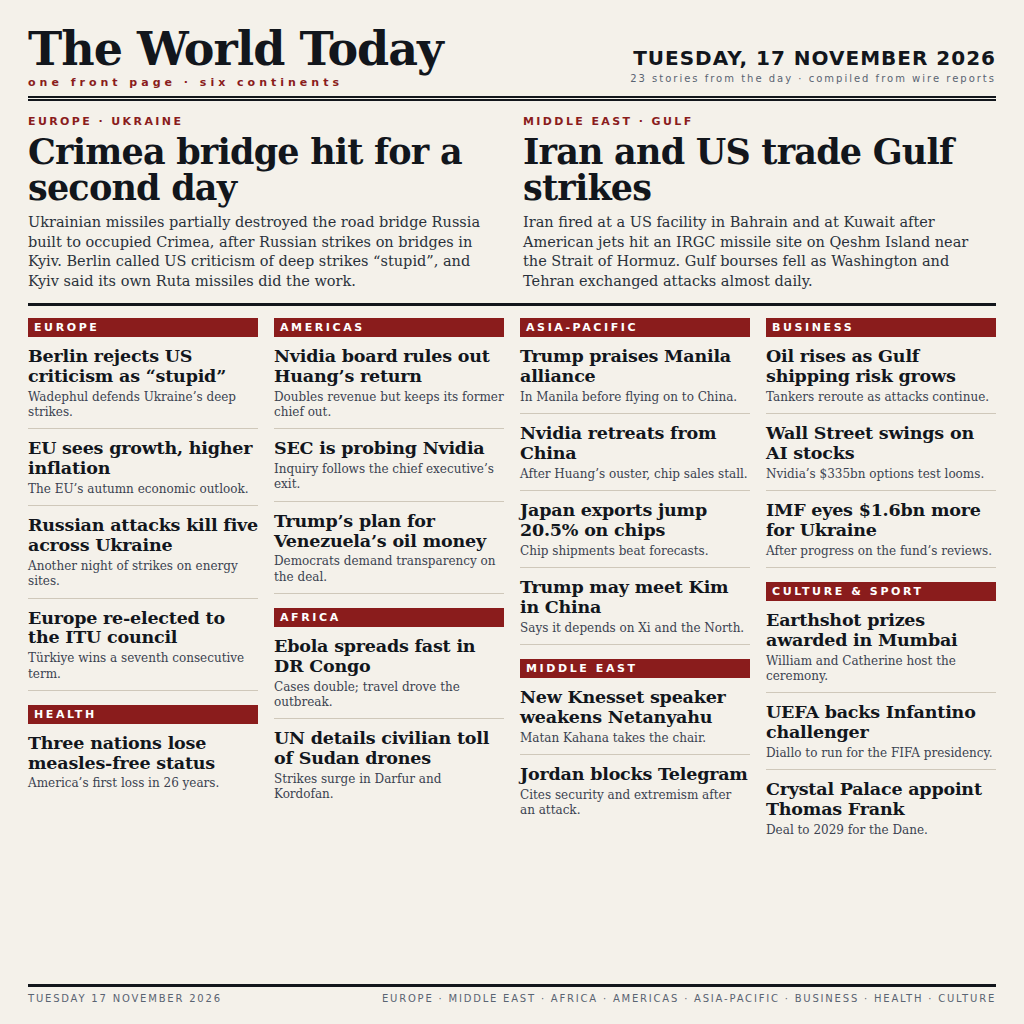 The World Today
one front page · six continents
TUESDAY, 17 NOVEMBER 2026
23 stories from the day · compiled from wire reports
EUROPE · UKRAINE
Crimea bridge hit for a
second day
Ukrainian missiles partially destroyed the road bridge Russia
built to occupied Crimea, after Russian strikes on bridges in
Kyiv. Berlin called US criticism of deep strikes “stupid”, and
Kyiv said its own Ruta missiles did the work.
MIDDLE EAST · GULF
Iran and US trade Gulf
strikes
Iran fired at a US facility in Bahrain and at Kuwait after
American jets hit an IRGC missile site on Qeshm Island near
the Strait of Hormuz. Gulf bourses fell as Washington and
Tehran exchanged attacks almost daily.
EUROPE
Berlin rejects US
criticism as “stupid”
Wadephul defends Ukraine’s deep
strikes.
EU sees growth, higher
inflation
The EU’s autumn economic outlook.
Russian attacks kill five
across Ukraine
Another night of strikes on energy
sites.
Europe re-elected to
the ITU council
Türkiye wins a seventh consecutive
term.
HEALTH
Three nations lose
measles-free status
America’s first loss in 26 years.
AMERICAS
Nvidia board rules out
Huang’s return
Doubles revenue but keeps its former
chief out.
SEC is probing Nvidia
Inquiry follows the chief executive’s
exit.
Trump’s plan for
Venezuela’s oil money
Democrats demand transparency on
the deal.
AFRICA
Ebola spreads fast in
DR Congo
Cases double; travel drove the
outbreak.
UN details civilian toll
of Sudan drones
Strikes surge in Darfur and
Kordofan.
ASIA-PACIFIC
Trump praises Manila
alliance
In Manila before flying on to China.
Nvidia retreats from
China
After Huang’s ouster, chip sales stall.
Japan exports jump
20.5% on chips
Chip shipments beat forecasts.
Trump may meet Kim
in China
Says it depends on Xi and the North.
MIDDLE EAST
New Knesset speaker
weakens Netanyahu
Matan Kahana takes the chair.
Jordan blocks Telegram
Cites security and extremism after
an attack.
BUSINESS
Oil rises as Gulf
shipping risk grows
Tankers reroute as attacks continue.
Wall Street swings on
AI stocks
Nvidia’s $335bn options test looms.
IMF eyes $1.6bn more
for Ukraine
After progress on the fund’s reviews.
CULTURE & SPORT
Earthshot prizes
awarded in Mumbai
William and Catherine host the
ceremony.
UEFA backs Infantino
challenger
Diallo to run for the FIFA presidency.
Crystal Palace appoint
Thomas Frank
Deal to 2029 for the Dane.
TUESDAY 17 NOVEMBER 2026
EUROPE · MIDDLE EAST · AFRICA · AMERICAS · ASIA-PACIFIC · BUSINESS · HEALTH · CULTURE